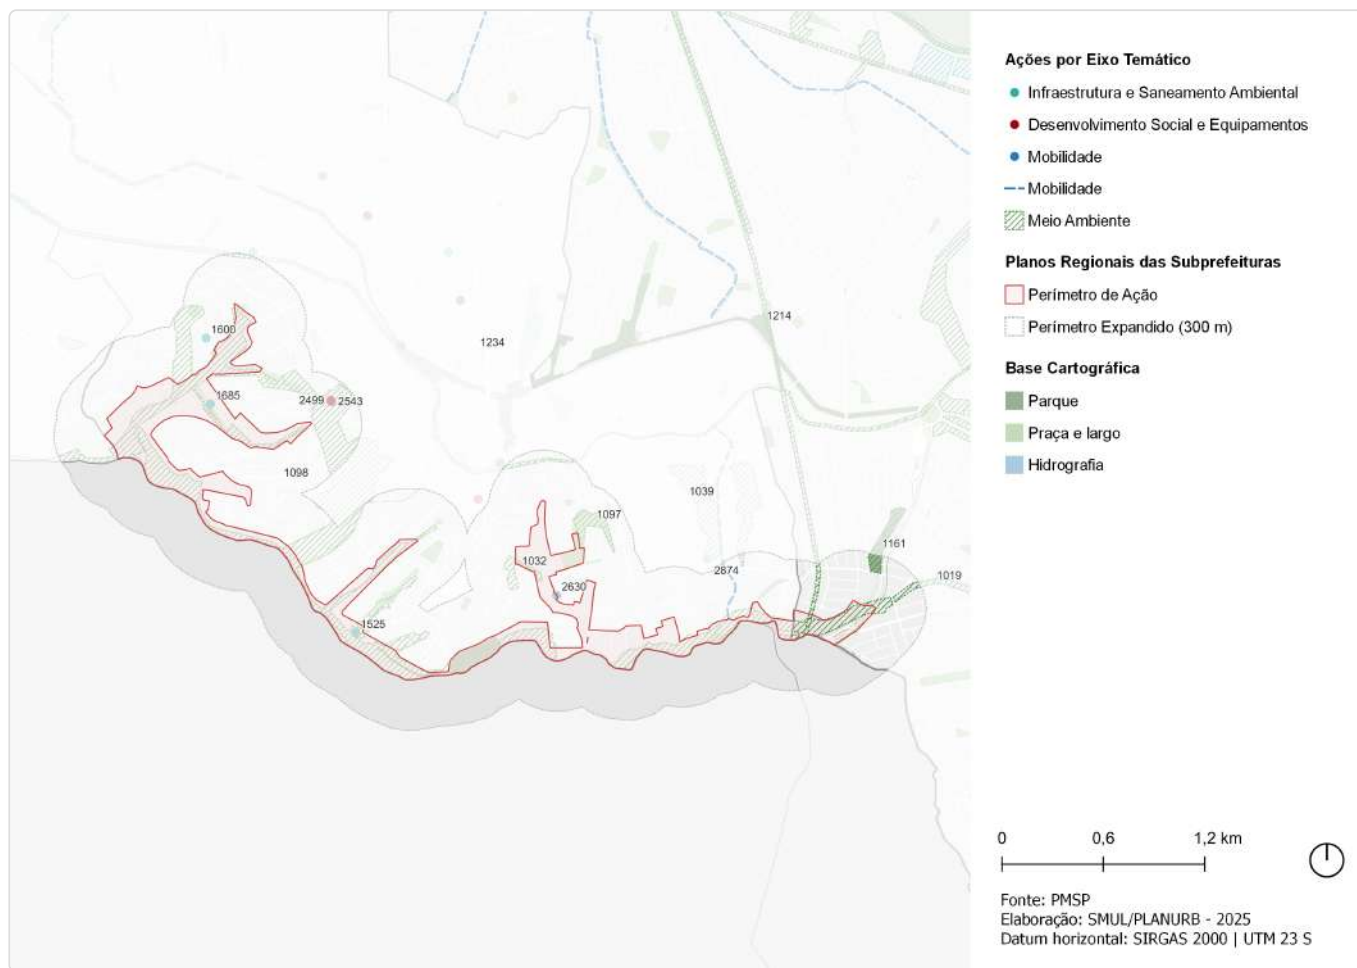 1214
1234
1600
1685
2499
2543
1098
1039
1097
1161
1032
2874
1019
2630
1525
Ações por Eixo Temático
Infraestrutura e Saneamento Ambiental
Desenvolvimento Social e Equipamentos
Mobilidade
Mobilidade
Meio Ambiente
Planos Regionais das Subprefeituras
Perímetro de Ação
Perímetro Expandido (300 m)
Base Cartográfica
Parque
Praça e largo
Hidrografia
0 0,6 1,2 km
Fonte: PMSP
Elaboração: SMUL/PLANURB - 2025
Datum horizontal: SIRGAS 2000 | UTM 23 S